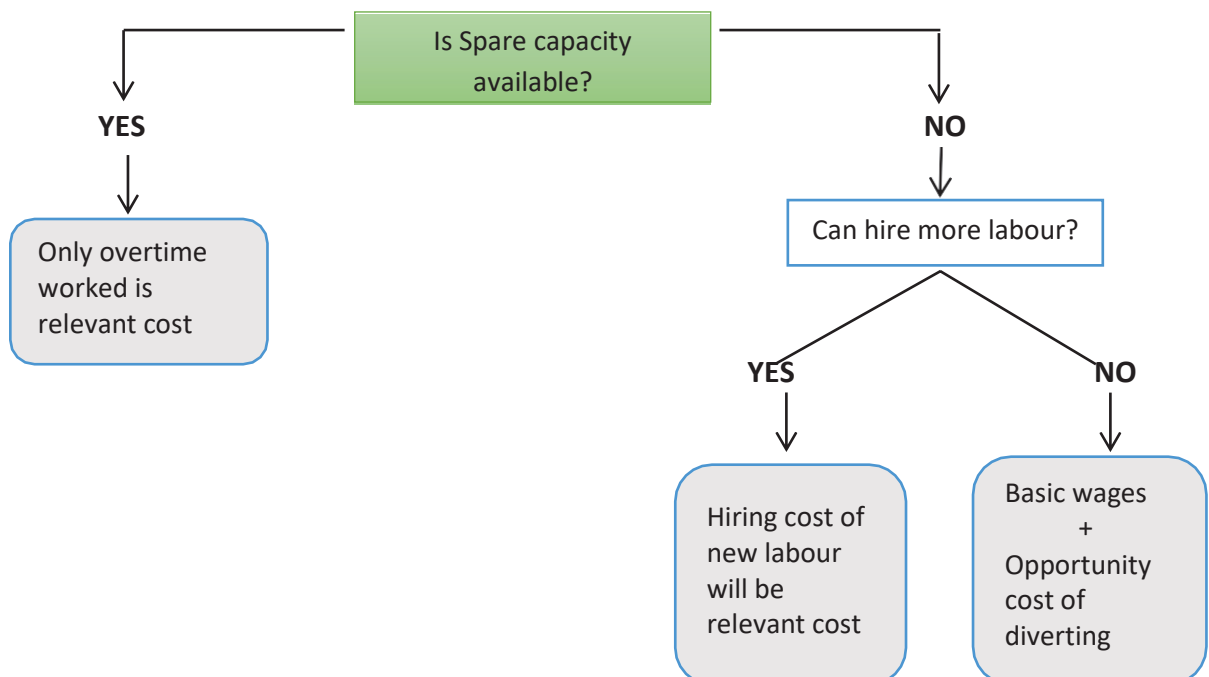 Is Spare capacity
available?
YES
NO
Only overtime
worked is
relevant cost
Can hire more labour?
YES
NO
Hiring cost of
new labour
will be
relevant cost
Basic wages
+
Opportunity
cost of
diverting